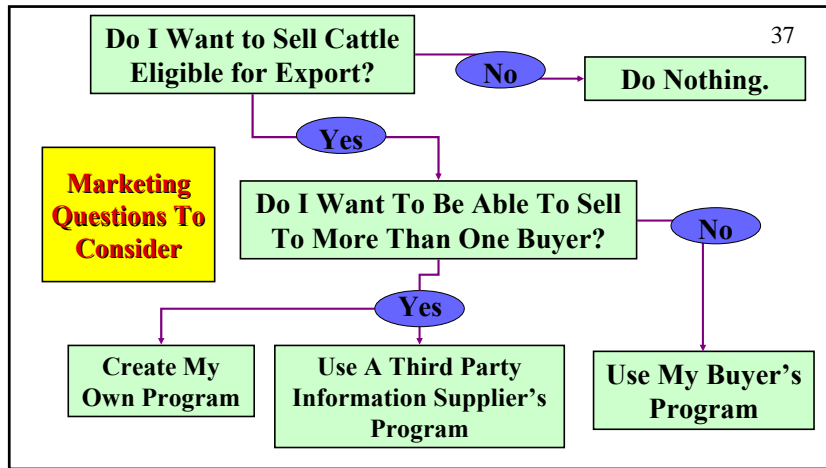 37
Do I Want to Sell Cattle
Eligible for Export?
No
Do Nothing.
Yes
Marketing
Questions To
Consider
Do I Want To Be Able To Sell
To More Than One Buyer?
No
Yes
Create My
Own Program
Use A Third Party
Information Supplier's
Program
Use My Buyer's
Program